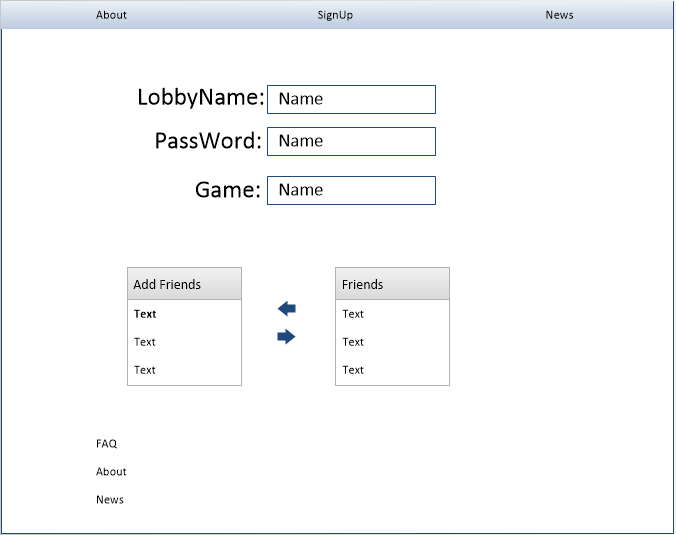 About SignUp News
LobbyName: Name
PassWord: Name
Game: Name
Add Friends Friends
Text Text
Text Text
Text Text
FAQ
About
News